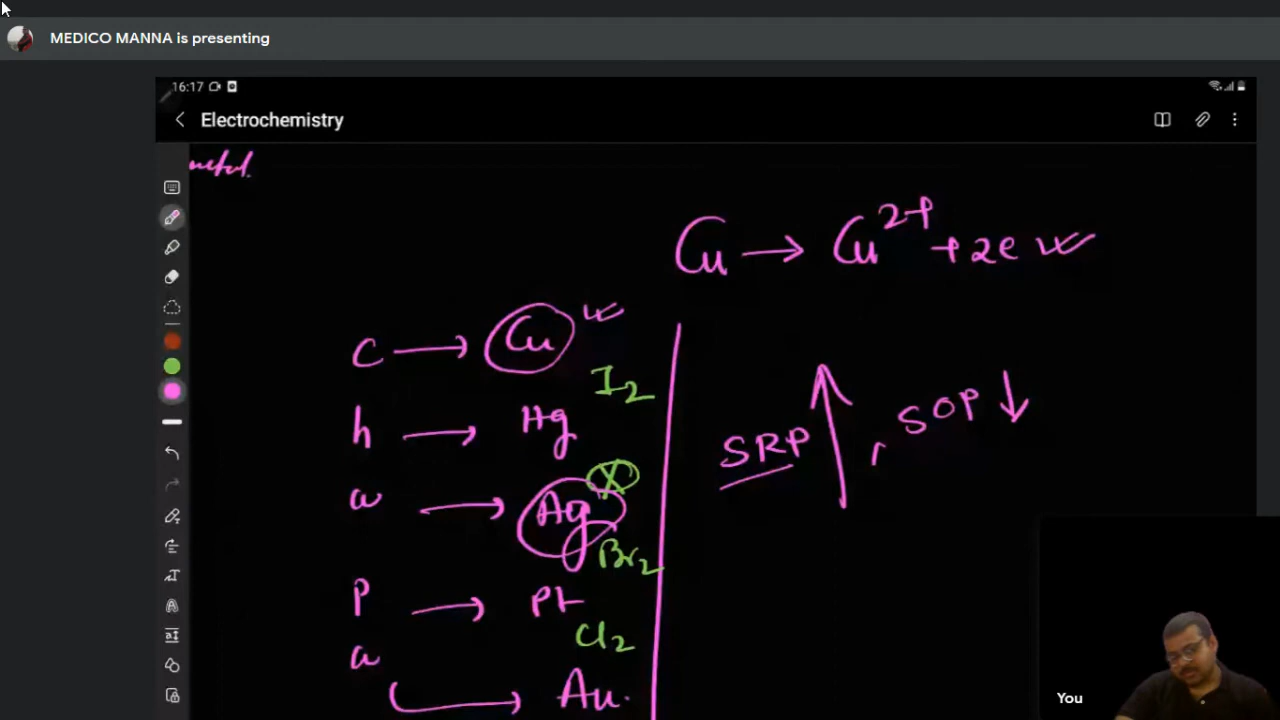 MEDICO MANNA is presenting
16:17
Electrochemistry
metal.
Cu → Cu²⁺ + 2e
c → Cu
I₂
h → Hg
a → Ag
Br₂
p → Pt
Cl₂
a → Au.
SRP ↑, SOP ↓
You